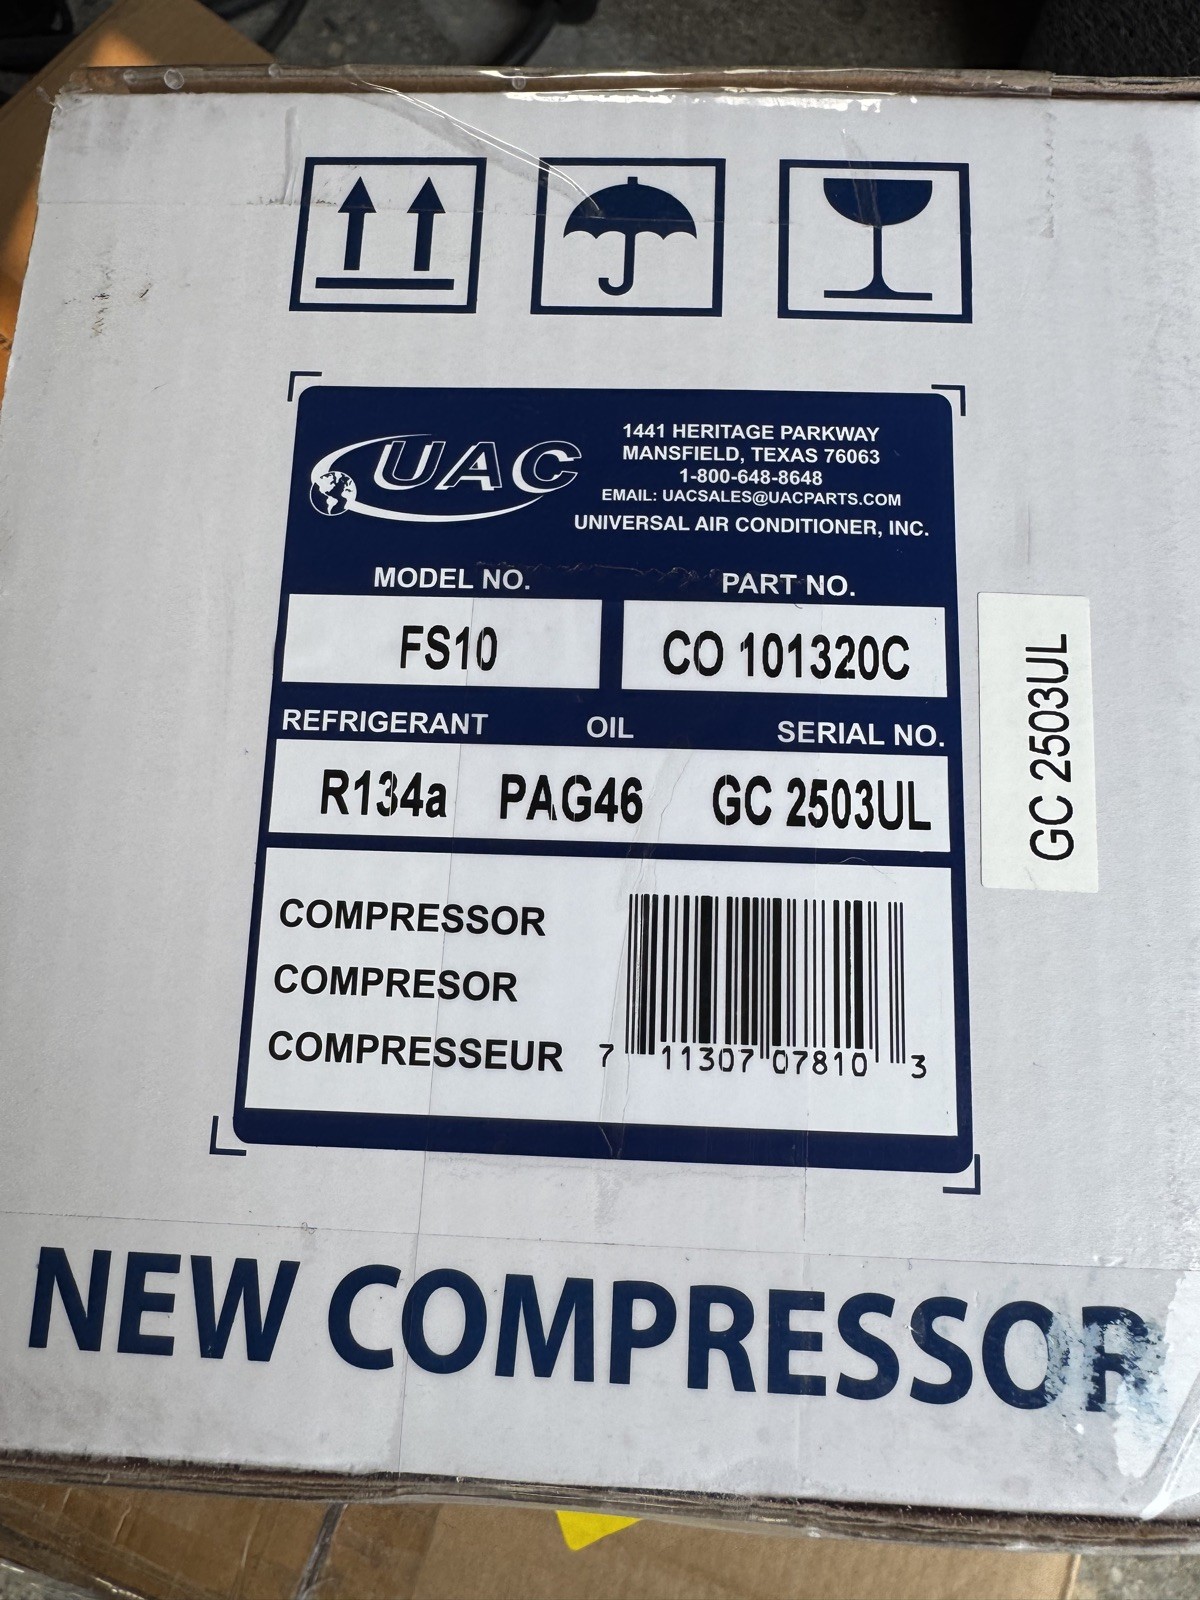 UAC
1441 HERITAGE PARKWAY
MANSFIELD, TEXAS 76063
1-800-648-8648
EMAIL: UACSALES@UACPARTS.COM
UNIVERSAL AIR CONDITIONER, INC.
MODEL NO. PART NO.
FS10 CO 101320C
REFRIGERANT OIL SERIAL NO.
R134a PAG46 GC 2503UL
GC 2503UL
COMPRESSOR
COMPRESOR
COMPRESSEUR
7 11307 07810 3
NEW COMPRESSOR